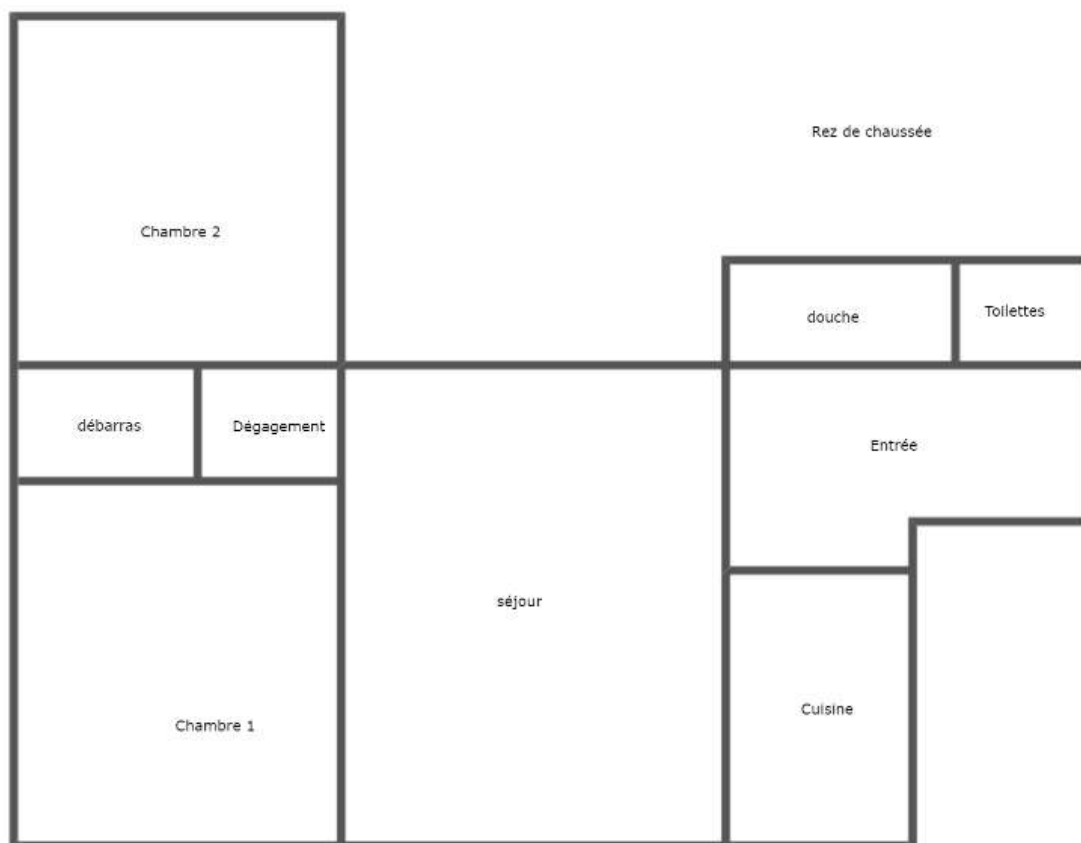 Rez de chaussée
Chambre 2
douche
Toilettes
débarras
Dégagement
Entrée
séjour
Cuisine
Chambre 1